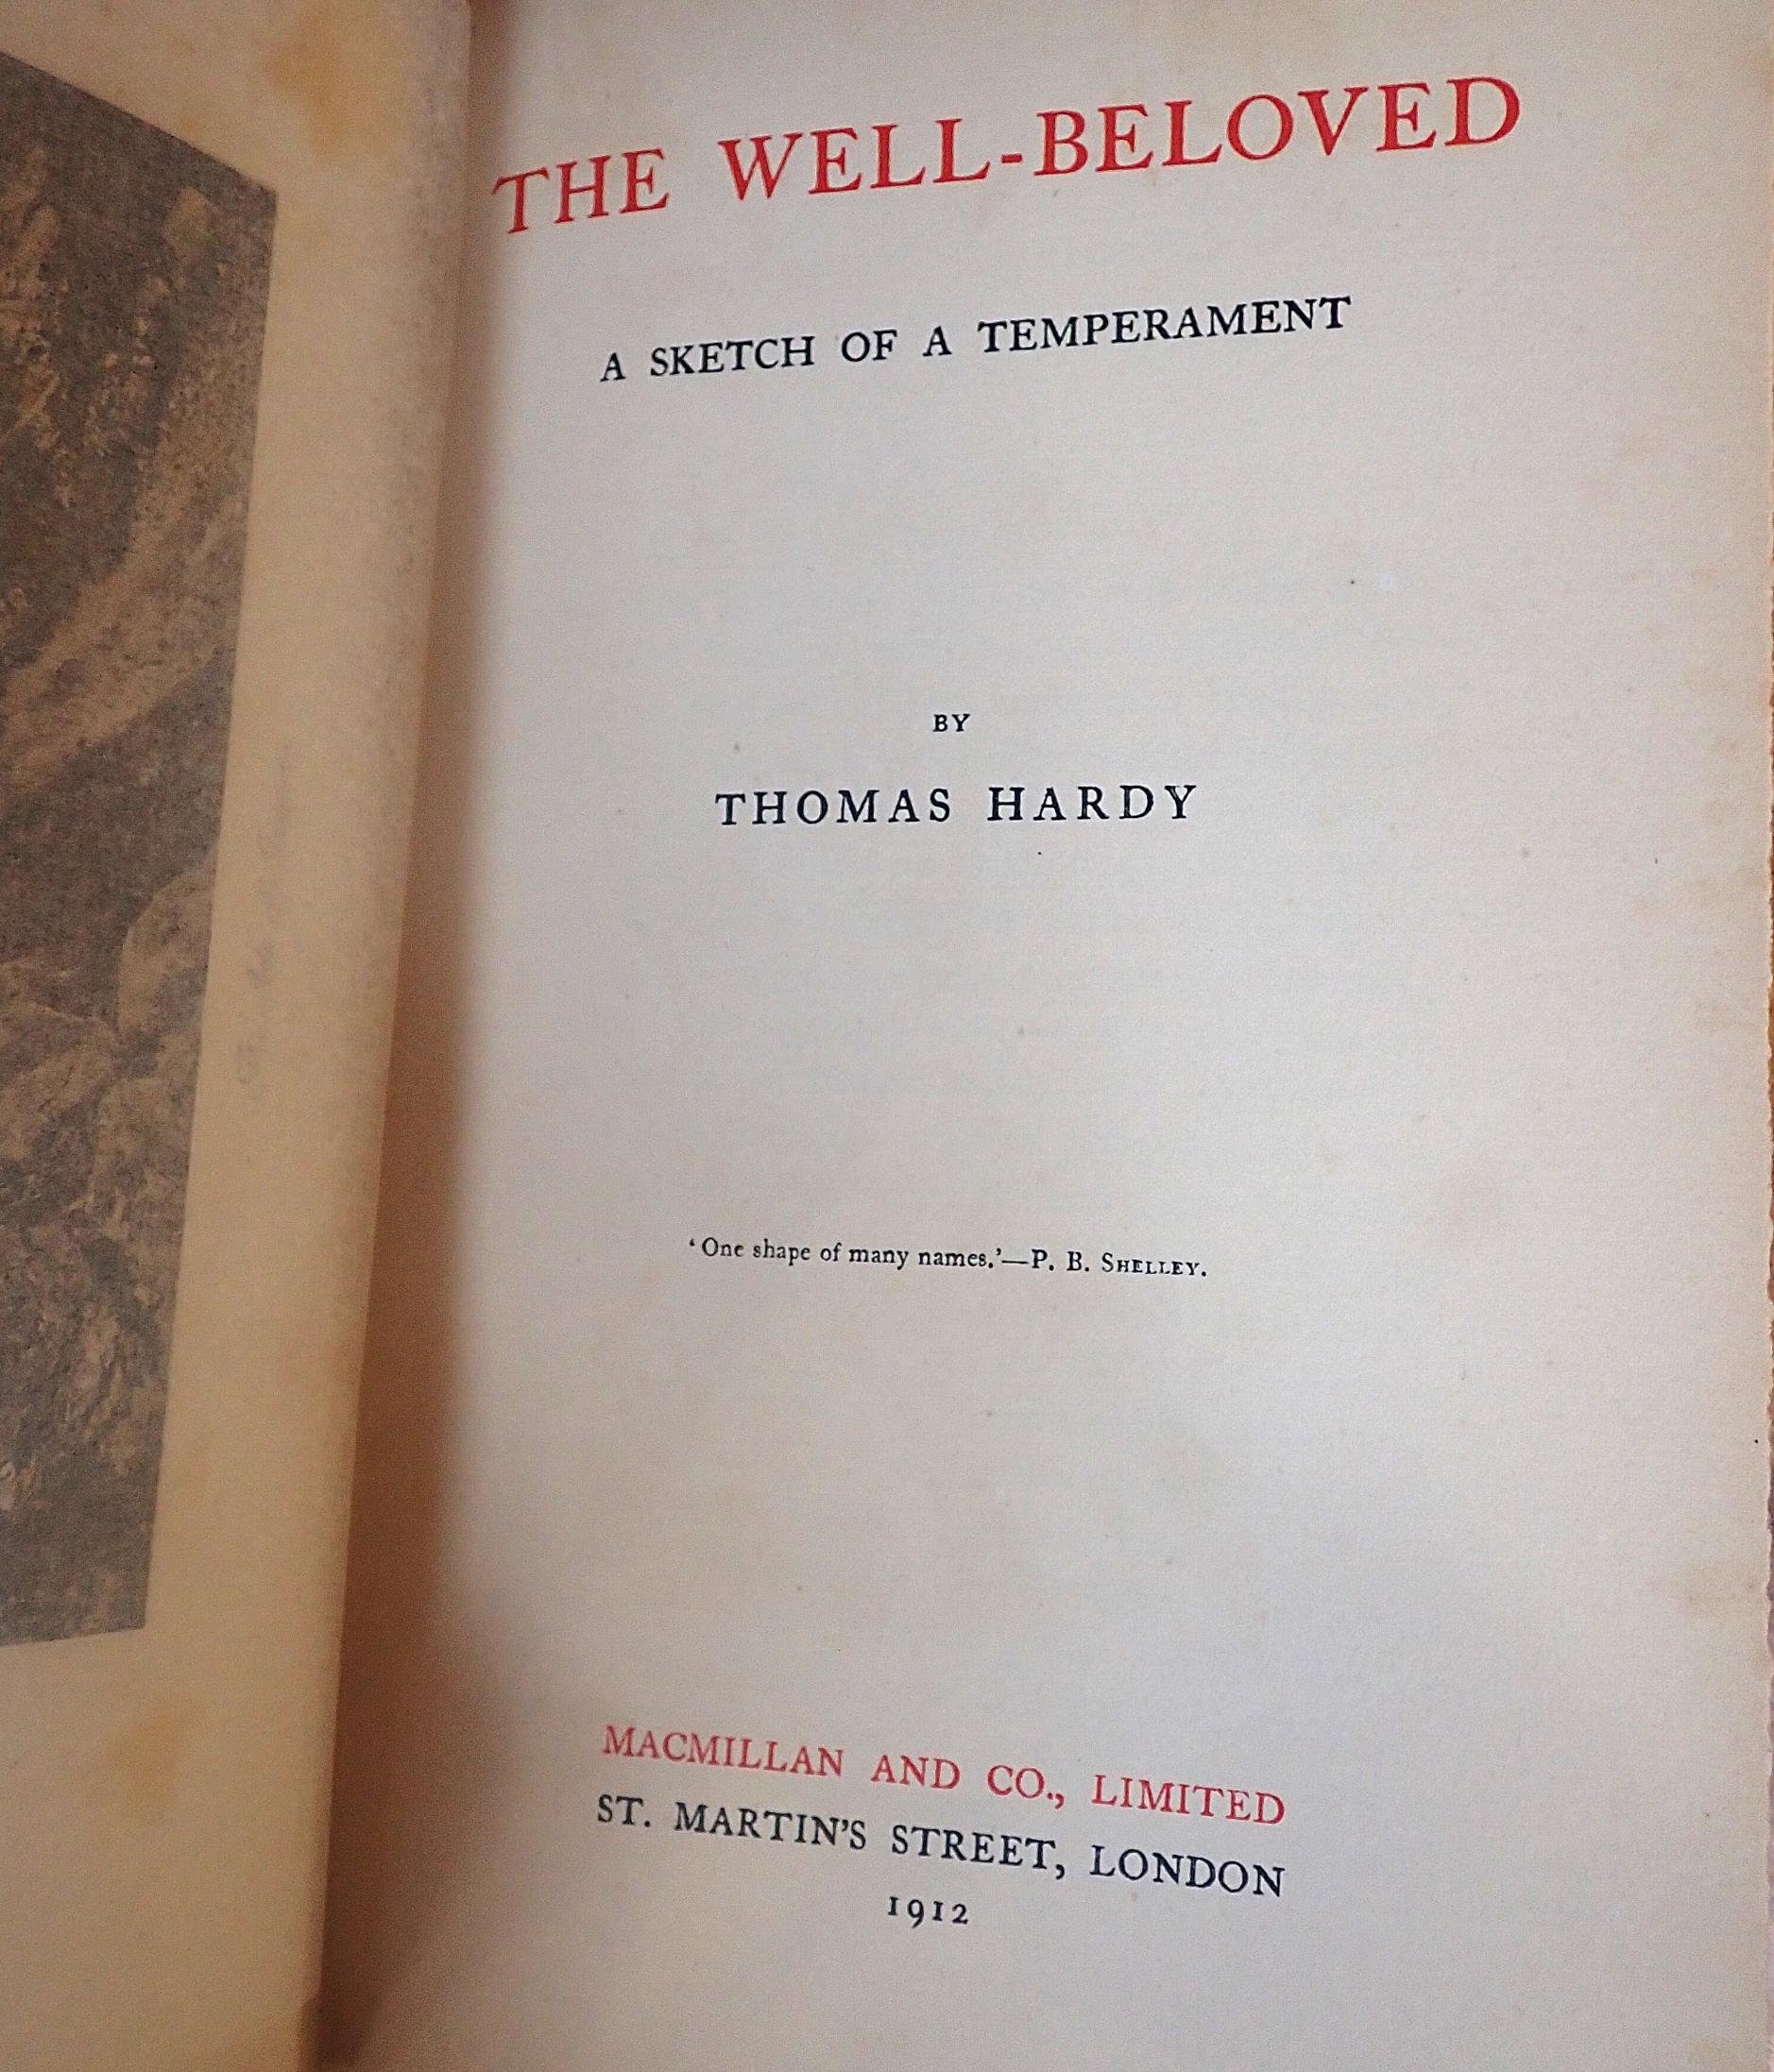 THE WELL-BELOVED
A SKETCH OF A TEMPERAMENT
BY
THOMAS HARDY
‘One shape of many names.’—P. B. SHELLEY.
MACMILLAN AND CO., LIMITED
ST. MARTIN’S STREET, LONDON
1912